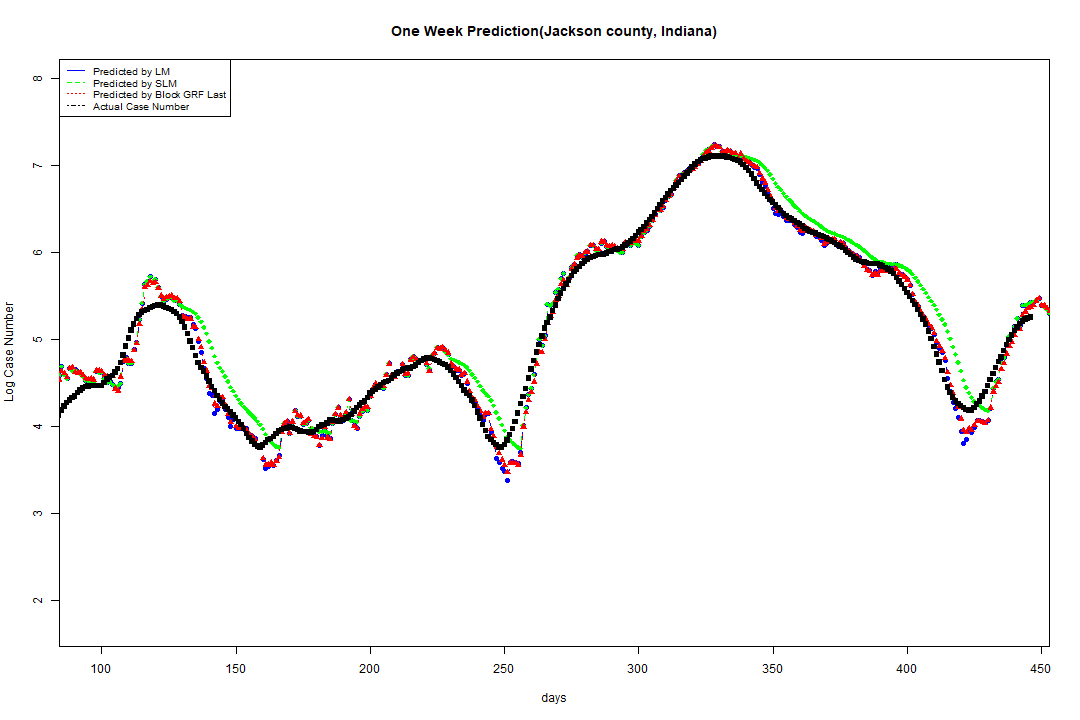 One Week Prediction(Jackson county, Indiana)
Predicted by LM
Predicted by SLM
Predicted by Block GRF Last
Actual Case Number
8
7
6
5
4
3
2
Log Case Number
100 150 200 250 300 350 400 450
days